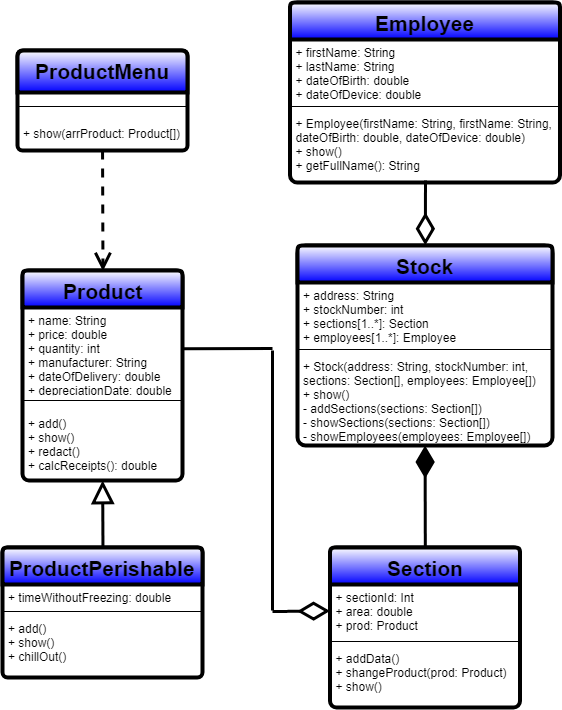 ProductMenu
+ show(arrProduct: Product[])
Employee
+ firstName: String
+ lastName: String
+ dateOfBirth: double
+ dateOfDevice: double
+ Employee(firstName: String, firstName: String,
dateOfBirth: double, dateOfDevice: double)
+ show()
+ getFullName(): String
Product
+ name: String
+ price: double
+ quantity: int
+ manufacturer: String
+ dateOfDelivery: double
+ depreciationDate: double
+ add()
+ show()
+ redact()
+ calcReceipts(): double
Stock
+ address: String
+ stockNumber: int
+ sections[1..*]: Section
+ employees[1..*]: Employee
+ Stock(address: String, stockNumber: int,
sections: Section[], employees: Employee[])
+ show()
- addSections(sections: Section[])
- showSections(sections: Section[])
- showEmployees(employees: Employee[])
ProductPerishable
+ timeWithoutFreezing: double
+ add()
+ show()
+ chillOut()
Section
+ sectionId: Int
+ area: double
+ prod: Product
+ addData()
+ shangeProduct(prod: Product)
+ show()